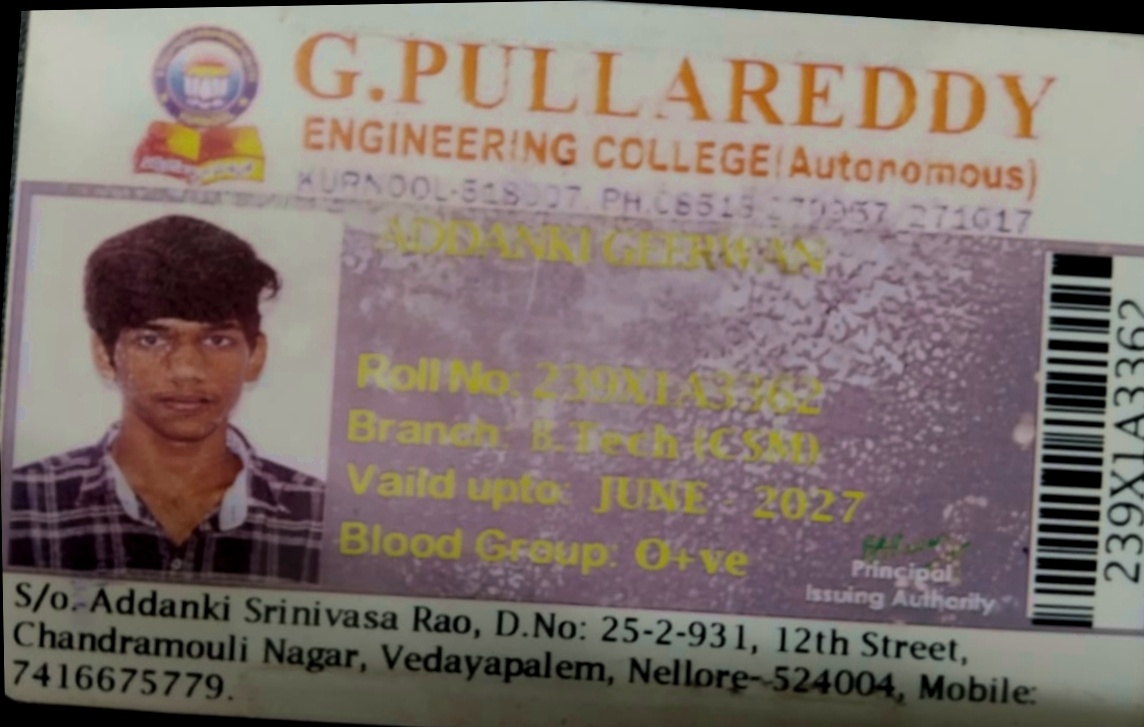 G.PULLAREDDY
ENGINEERING COLLEGE(Autonomous)
KURNOOL-518007 PH.08518 270957 271617
ADDANKI GEERWAN
Roll No: 239X1A3362
Branch: B.Tech (CSM)
Vaild upto: JUNE - 2027
Blood Group: O+ve
Principal
Issuing Authority
239X1A3362
S/o. Addanki Srinivasa Rao, D.No: 25-2-931, 12th Street,
Chandramouli Nagar, Vedayapalem, Nellore-524004, Mobile:
7416675779.